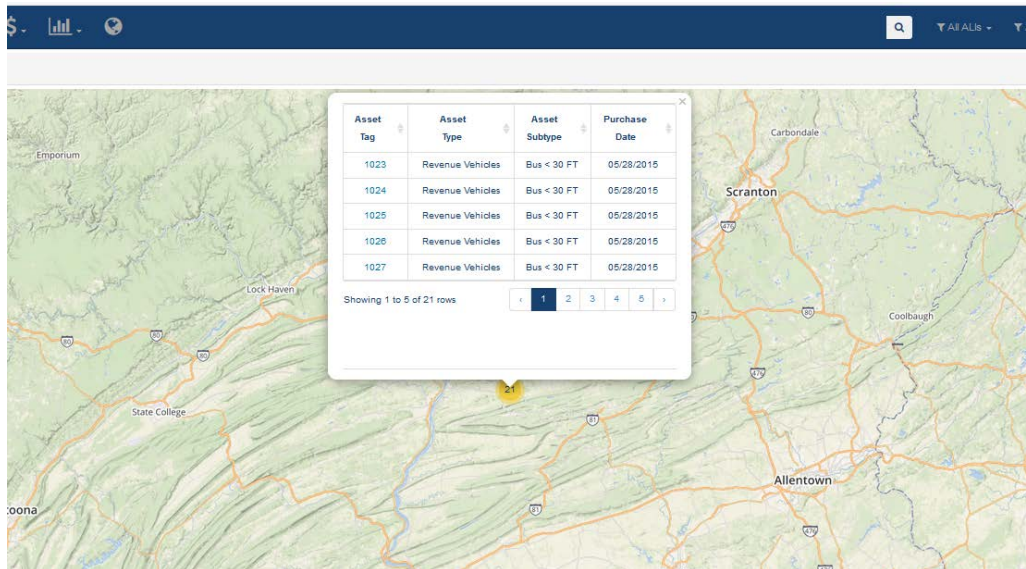 $
All ALIs
×
Asset Tag Asset Type Asset Subtype Purchase Date
1023 Revenue Vehicles Bus < 30 FT 05/28/2015
1024 Revenue Vehicles Bus < 30 FT 05/28/2015
1025 Revenue Vehicles Bus < 30 FT 05/28/2015
1026 Revenue Vehicles Bus < 30 FT 05/28/2015
1027 Revenue Vehicles Bus < 30 FT 05/28/2015
Showing 1 to 5 of 21 rows ‹ 1 2 3 4 5 ›
Carbondale
Emporium
Scranton
476
Lock Haven
80
Coolbaugh
80
80
80
476
21
State College
81
Allentown
toona
81
476